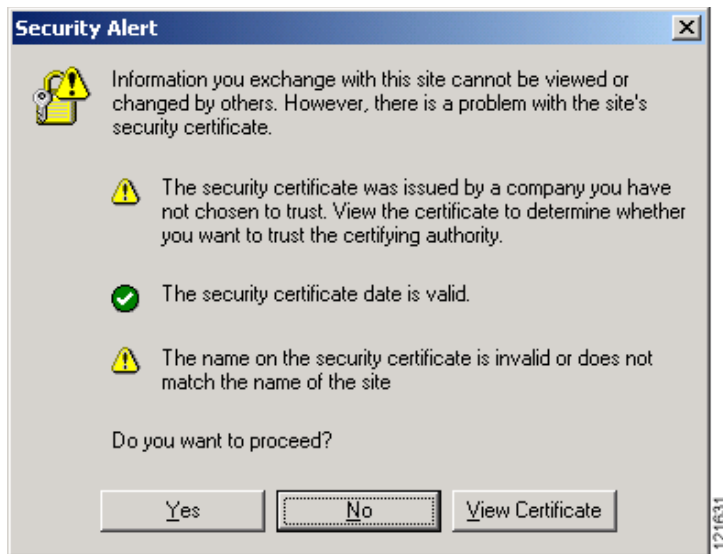 Security Alert
Information you exchange with this site cannot be viewed or
changed by others. However, there is a problem with the site's
security certificate.
The security certificate was issued by a company you have
not chosen to trust. View the certificate to determine whether
you want to trust the certifying authority.
The security certificate date is valid.
The name on the security certificate is invalid or does not
match the name of the site
Do you want to proceed?
Yes
No
View Certificate
121631